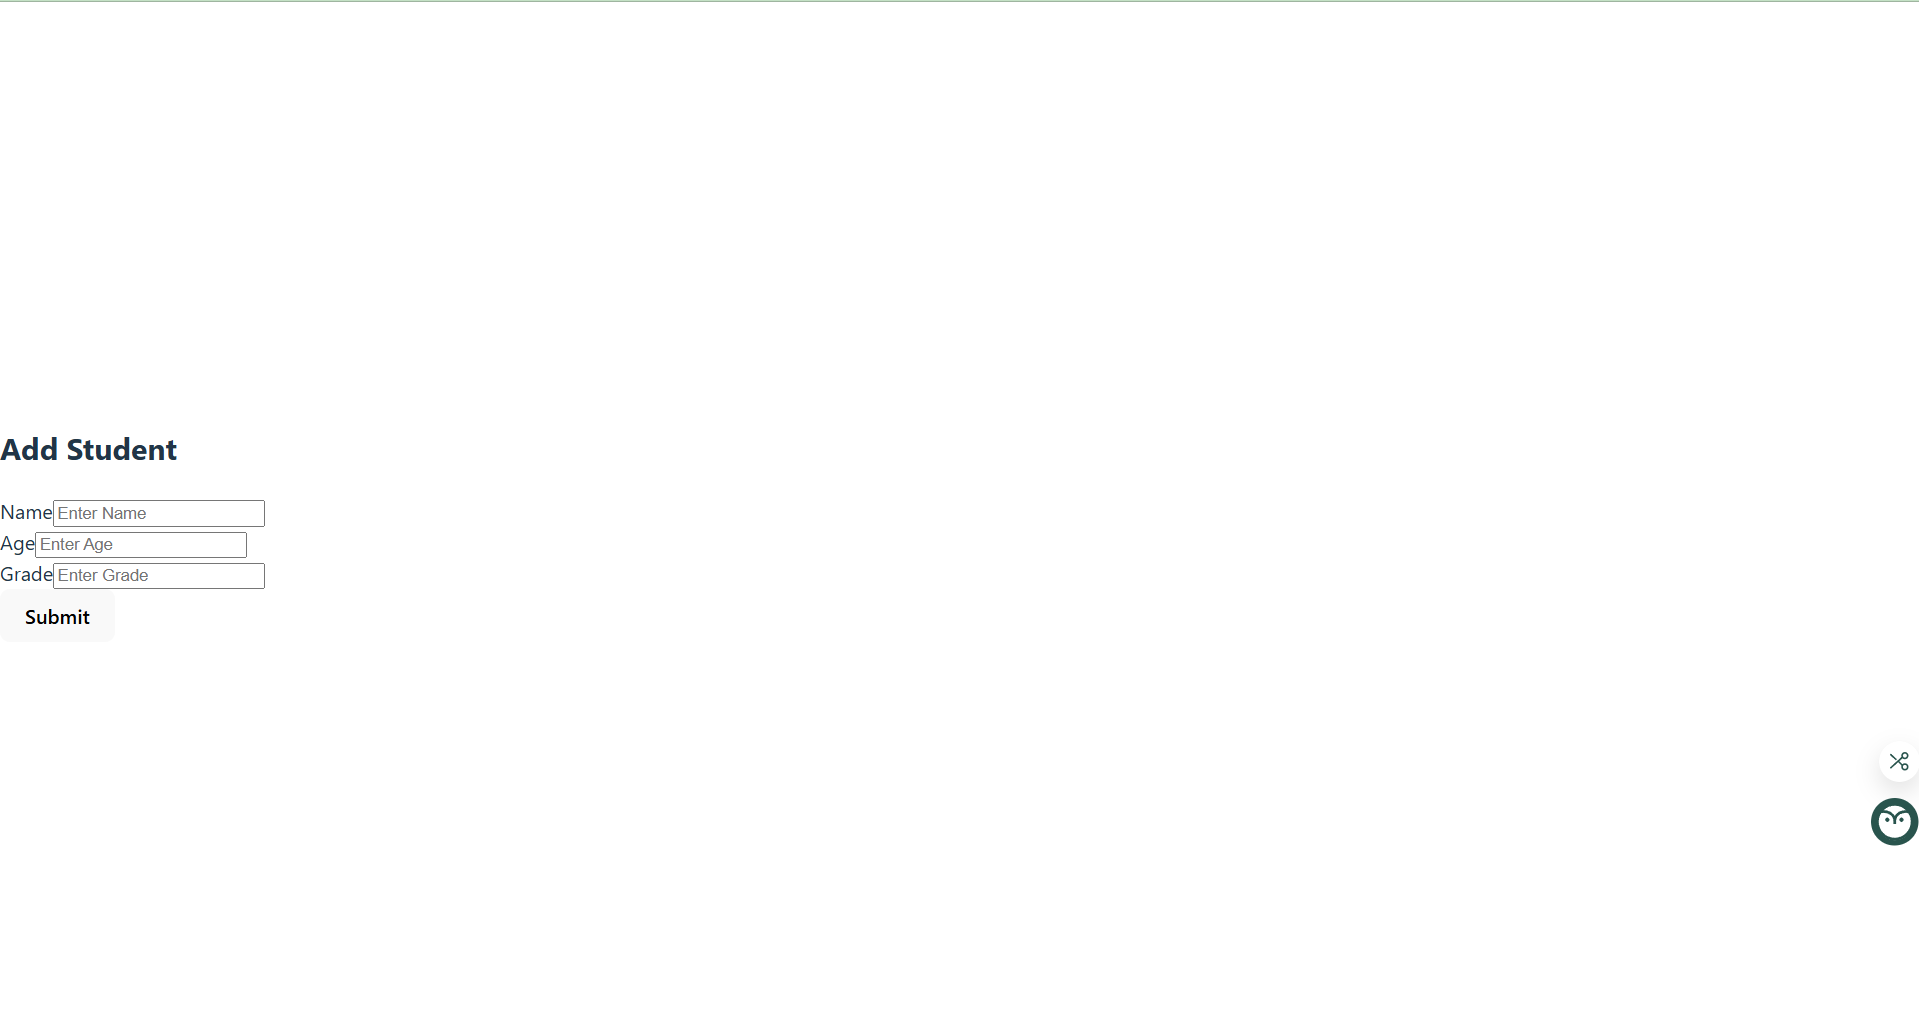 Add Student
Name Enter Name
Age Enter Age
Grade Enter Grade
Submit